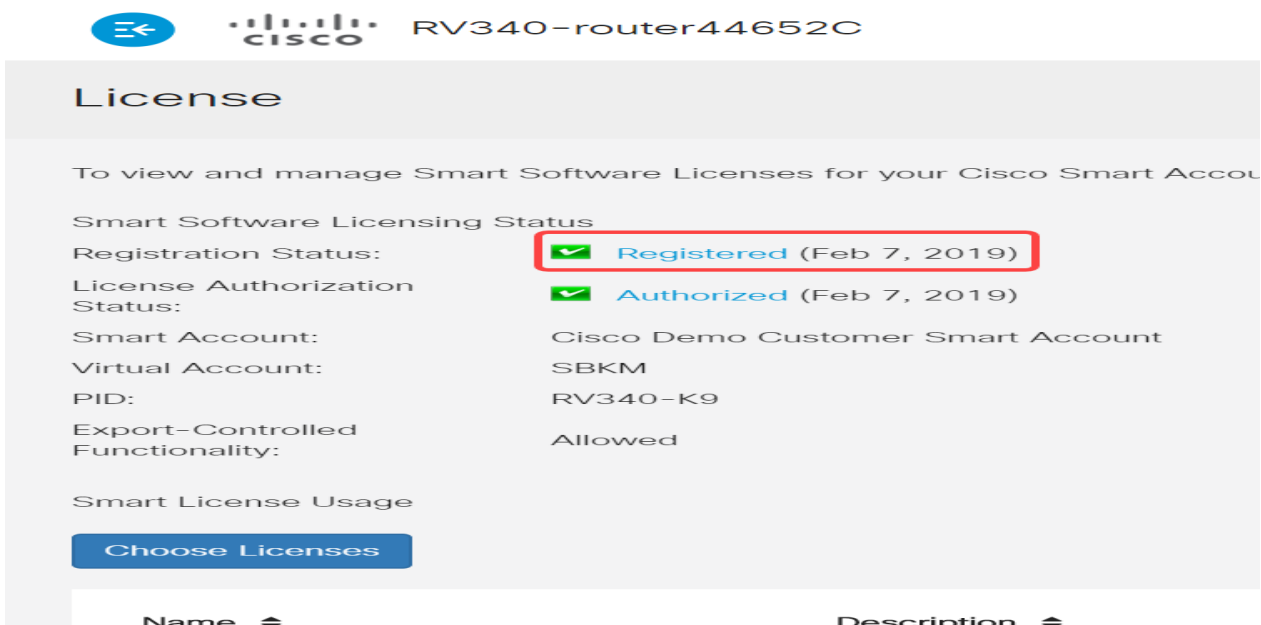 CISCO RV340-router44652C
License
To view and manage Smart Software Licenses for your Cisco Smart
Smart Software Licensing Status
Registration Status: Registered (Feb 7, 2019)
License Authorization
Status: Authorized (Feb 7, 2019)
Smart Account: Cisco Demo Customer Smart Account
Virtual Account: SBKM
PID: RV340-K9
Export-Controlled
Functionality: Allowed
Smart License Usage
Choose Licenses
Name Description